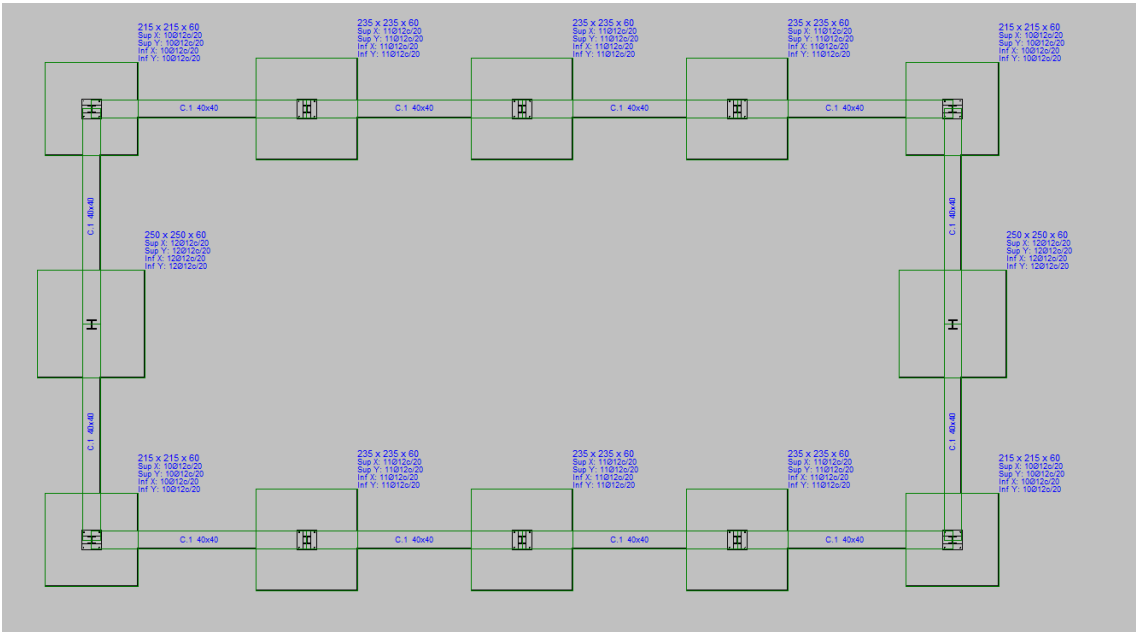 215 x 215 x 60
Sup X: 10Ø12c/20
Sup Y: 10Ø12c/20
Inf X: 10Ø12c/20
Inf Y: 10Ø12c/20
235 x 235 x 60
Sup X: 11Ø12c/20
Sup Y: 11Ø12c/20
Inf X: 11Ø12c/20
Inf Y: 11Ø12c/20
235 x 235 x 60
Sup X: 11Ø12c/20
Sup Y: 11Ø12c/20
Inf X: 11Ø12c/20
Inf Y: 11Ø12c/20
235 x 235 x 60
Sup X: 11Ø12c/20
Sup Y: 11Ø12c/20
Inf X: 11Ø12c/20
Inf Y: 11Ø12c/20
215 x 215 x 60
Sup X: 10Ø12c/20
Sup Y: 10Ø12c/20
Inf X: 10Ø12c/20
Inf Y: 10Ø12c/20
C.1 40x40
C.1 40x40
C.1 40x40
C.1 40x40
C.1 40x40
C.1 40x40
250 x 250 x 60
Sup X: 12Ø12c/20
Sup Y: 12Ø12c/20
Inf X: 12Ø12c/20
Inf Y: 12Ø12c/20
250 x 250 x 60
Sup X: 12Ø12c/20
Sup Y: 12Ø12c/20
Inf X: 12Ø12c/20
Inf Y: 12Ø12c/20
C.1 40x40
C.1 40x40
215 x 215 x 60
Sup X: 10Ø12c/20
Sup Y: 10Ø12c/20
Inf X: 10Ø12c/20
Inf Y: 10Ø12c/20
235 x 235 x 60
Sup X: 11Ø12c/20
Sup Y: 11Ø12c/20
Inf X: 11Ø12c/20
Inf Y: 11Ø12c/20
235 x 235 x 60
Sup X: 11Ø12c/20
Sup Y: 11Ø12c/20
Inf X: 11Ø12c/20
Inf Y: 11Ø12c/20
235 x 235 x 60
Sup X: 11Ø12c/20
Sup Y: 11Ø12c/20
Inf X: 11Ø12c/20
Inf Y: 11Ø12c/20
215 x 215 x 60
Sup X: 10Ø12c/20
Sup Y: 10Ø12c/20
Inf X: 10Ø12c/20
Inf Y: 10Ø12c/20
C.1 40x40
C.1 40x40
C.1 40x40
C.1 40x40